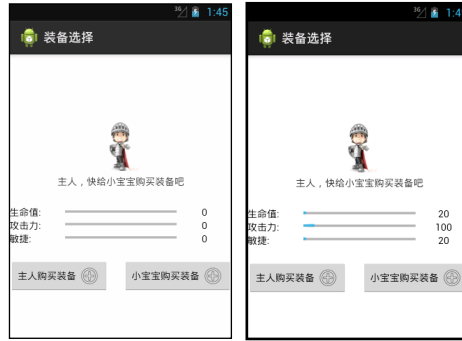 3G 1:45
装备选择
主人，快给小宝宝购买装备吧
生命值: 0
攻击力: 0
敏捷: 0
主人购买装备 小宝宝购买装备
3G 1:4
装备选择
主人，快给小宝宝购买装备吧
生命值: 20
攻击力: 100
敏捷: 20
主人购买装备 小宝宝购买装备